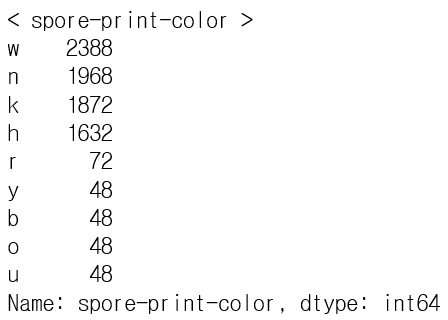 < spore-print-color >
w    2388
n    1968
k    1872
h    1632
r      72
y      48
b      48
o      48
u      48
Name: spore-print-color, dtype: int64